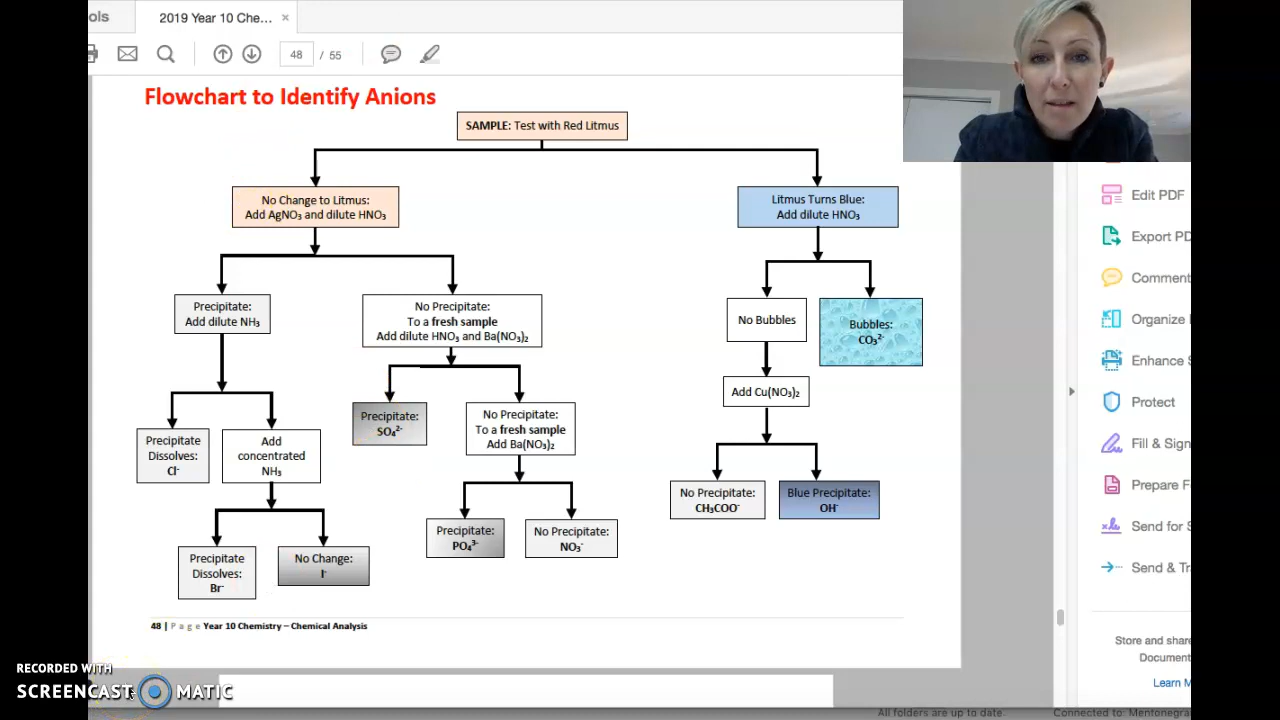 ols
2019 Year 10 Che... ×
48 / 55
Flowchart to Identify Anions
SAMPLE: Test with Red Litmus
No Change to Litmus:
Add AgNO₃ and dilute HNO₃
Litmus Turns Blue:
Add dilute HNO₃
Precipitate:
Add dilute NH₃
No Precipitate:
To a fresh sample
Add dilute HNO₃ and Ba(NO₃)₂
No Bubbles
Bubbles:
CO₃²⁻
Add Cu(NO₃)₂
Precipitate:
SO₄²⁻
No Precipitate:
To a fresh sample
Add Ba(NO₃)₂
Precipitate
Dissolves:
Cl⁻
Add
concentrated
NH₃
No Precipitate:
CH₃COO⁻
Blue Precipitate:
OH⁻
Precipitate:
PO₄³⁻
No Precipitate:
NO₃⁻
Precipitate
Dissolves:
Br⁻
No Change:
I⁻
48 | P a g e Year 10 Chemistry – Chemical Analysis
Edit PDF
Export PD
Comment
Organize
Enhance S
Protect
Fill & Sign
Prepare F
Send for S
Send & Tra
Store and share
Document
Learn M
RECORDED WITH
SCREENCAST MATIC
All folders are up to date.
Connected to: Mentonegra